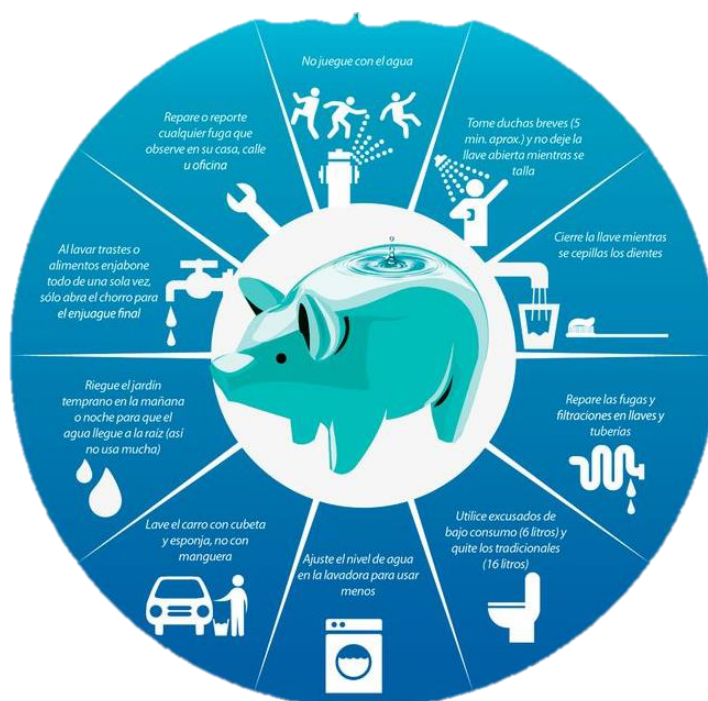 No juegue con el agua
Tome duchas breves (5
min. aprox.) y no deje la
llave abierta mientras se
talla
Cierre la llave mientras
se cepillas los dientes
Repare las fugas y
filtraciones en llaves y
tuberías
Utilice excusados de
bajo consumo (6 litros) y
quite los tradicionales
(16 litros)
Ajuste el nivel de agua
en la lavadora para usar
menos
Lave el carro con cubeta
y esponja, no con
manguera
Riegue el jardín
temprano en la mañana
o noche para que el
agua llegue a la raíz (así
no usa mucha)
Al lavar trastes o
alimentos enjabone
todo de una sola vez,
sólo abra el chorro para
el enjuague final
Repare o reporte
cualquier fuga que
observe en su casa, calle
u oficina